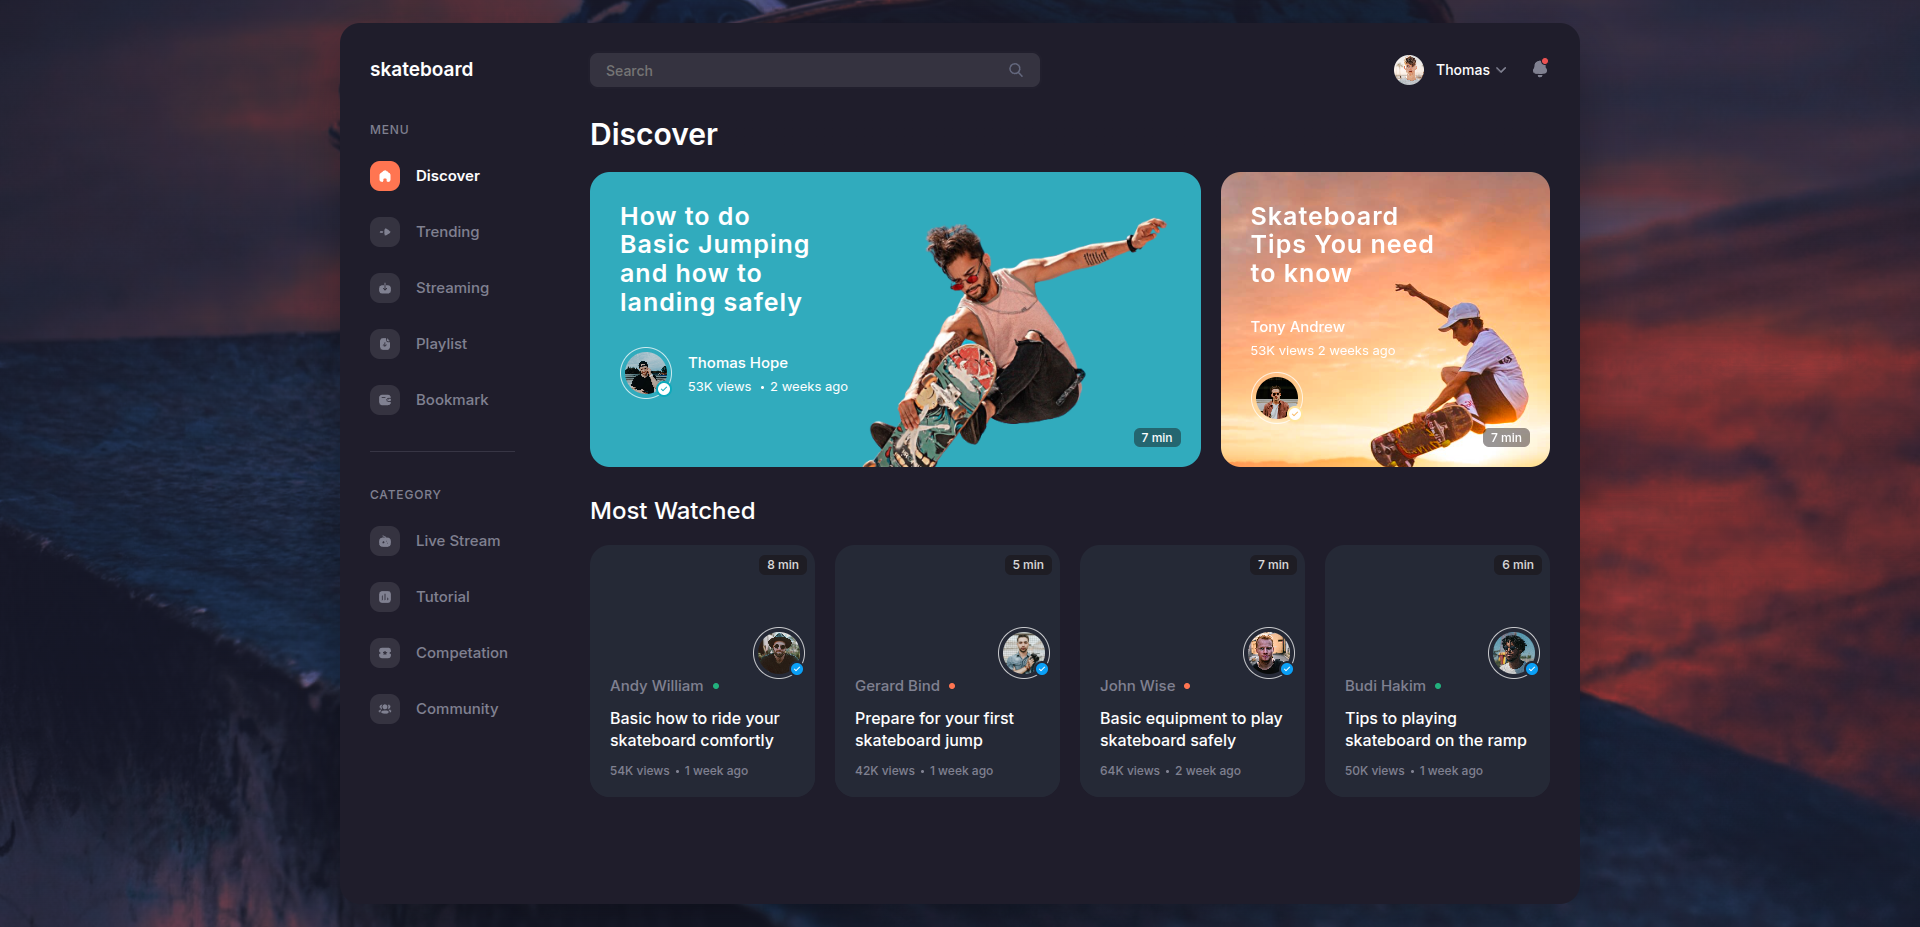 skateboard
Search
Thomas
MENU
Discover
Trending
Streaming
Playlist
Bookmark
CATEGORY
Live Stream
Tutorial
Competation
Community
Discover
How to do
Basic Jumping
and how to
landing safely
Thomas Hope
53K views • 2 weeks ago
7 min
Skateboard
Tips You need
to know
Tony Andrew
53K views 2 weeks ago
7 min
Most Watched
8 min
Andy William
Basic how to ride your
skateboard comfortly
54K views • 1 week ago
5 min
Gerard Bind
Prepare for your first
skateboard jump
42K views • 1 week ago
7 min
John Wise
Basic equipment to play
skateboard safely
64K views • 2 week ago
6 min
Budi Hakim
Tips to playing
skateboard on the ramp
50K views • 1 week ago